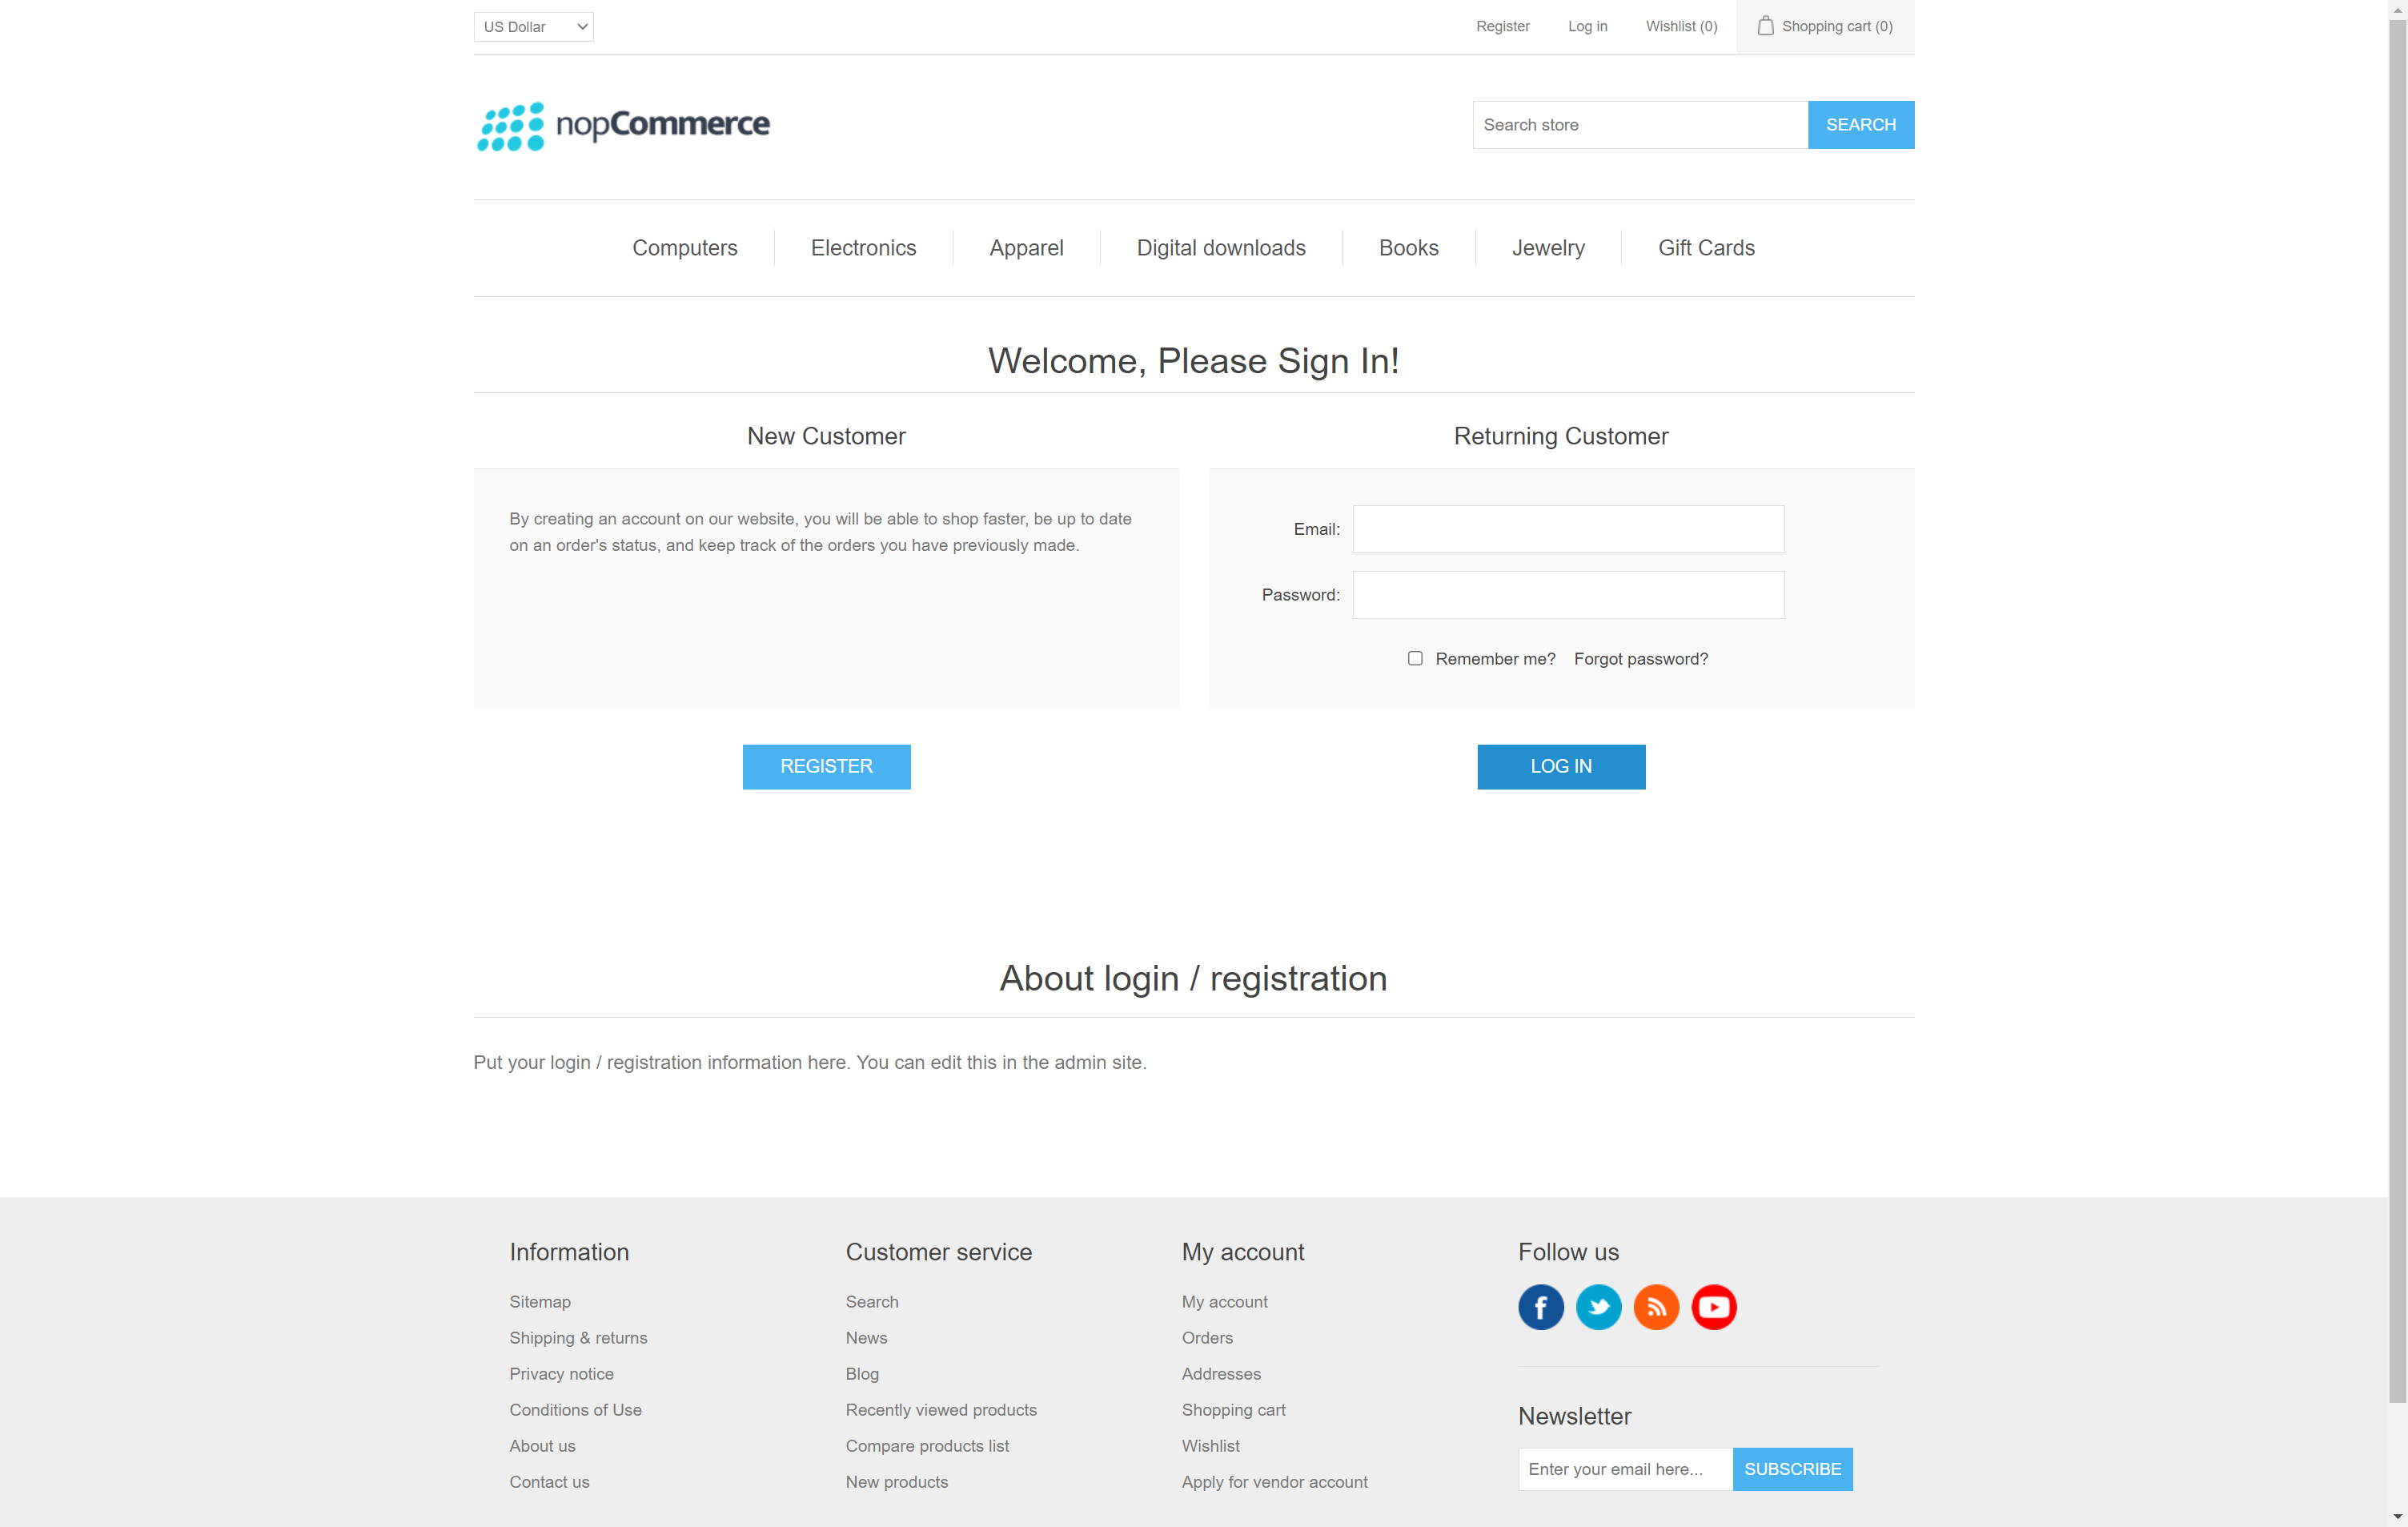 US Dollar
Register
Log in
Wishlist (0)
Shopping cart (0)
nopCommerce
Search store
SEARCH
Computers
Electronics
Apparel
Digital downloads
Books
Jewelry
Gift Cards
Welcome, Please Sign In!
New Customer
By creating an account on our website, you will be able to shop faster, be up to date
on an order's status, and keep track of the orders you have previously made.
REGISTER
Returning Customer
Email:
Password:
Remember me?
Forgot password?
LOG IN
About login / registration
Put your login / registration information here. You can edit this in the admin site.
Information
Sitemap
Shipping & returns
Privacy notice
Conditions of Use
About us
Contact us
Customer service
Search
News
Blog
Recently viewed products
Compare products list
New products
My account
My account
Orders
Addresses
Shopping cart
Wishlist
Apply for vendor account
Follow us
Newsletter
Enter your email here...
SUBSCRIBE